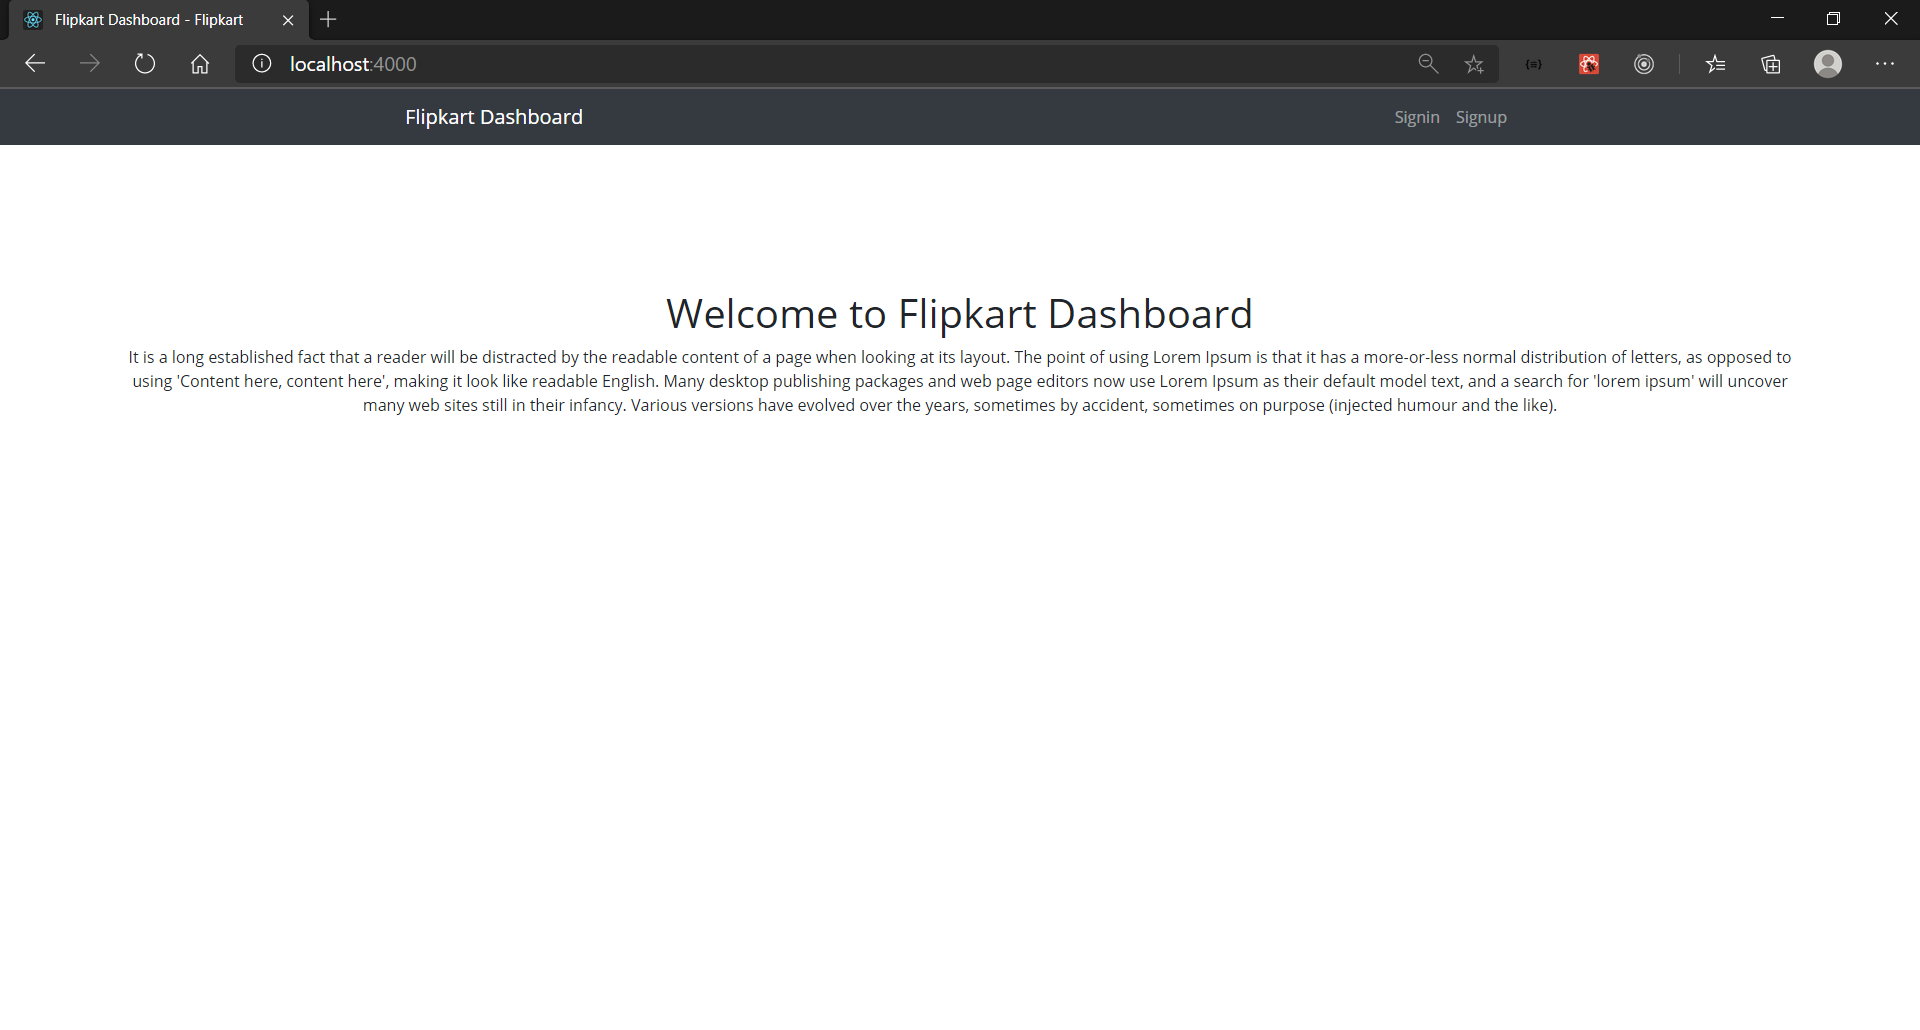 Flipkart Dashboard - Flipkart
localhost:4000
Flipkart Dashboard
Signin Signup
Welcome to Flipkart Dashboard
It is a long established fact that a reader will be distracted by the readable content of a page when looking at its layout. The point of using Lorem Ipsum is that it has a more-or-less normal distribution of letters, as opposed to
using 'Content here, content here', making it look like readable English. Many desktop publishing packages and web page editors now use Lorem Ipsum as their default model text, and a search for 'lorem ipsum' will uncover
many web sites still in their infancy. Various versions have evolved over the years, sometimes by accident, sometimes on purpose (injected humour and the like).